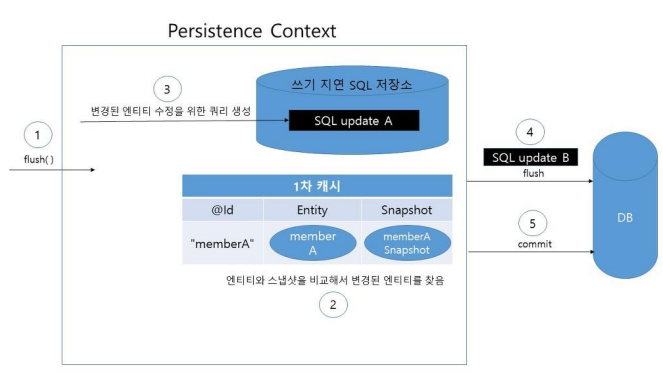 Persistence Context
쓰기 지연 SQL 저장소
3
변경된 엔티티 수정을 위한 쿼리 생성
SQL update A
1
flush( )
4
SQL update B
flush
1차 캐시
@Id Entity Snapshot
"memberA"
member
A
memberA
Snapshot
DB
5
commit
엔티티와 스냅샷을 비교해서 변경된 엔티티를 찾음
2